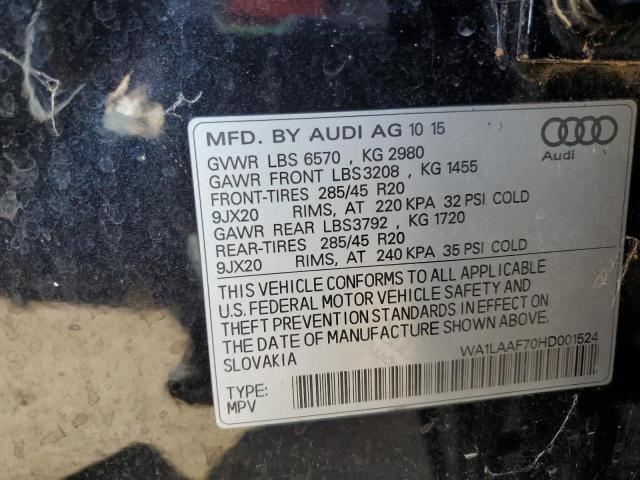 MFD. BY AUDI AG 10 15
Audi
GVWR LBS 6570 , KG 2980
GAWR FRONT LBS3208 , KG 1455
FRONT-TIRES 285/45 R20
9JX20 RIMS, AT 220 KPA 32 PSI COLD
GAWR REAR LBS3792 , KG 1720
REAR-TIRES 285/45 R20
9JX20 RIMS, AT 240 KPA 35 PSI COLD
THIS VEHICLE CONFORMS TO ALL APPLICABLE
U.S. FEDERAL MOTOR VEHICLE SAFETY AND
THEFT PREVENTION STANDARDS IN EFFECT ON
THE DATE OF MANUFACTURE SHOWN ABOVE.
SLOVAKIA
WA1LAAF70HD001524
TYPE:
MPV